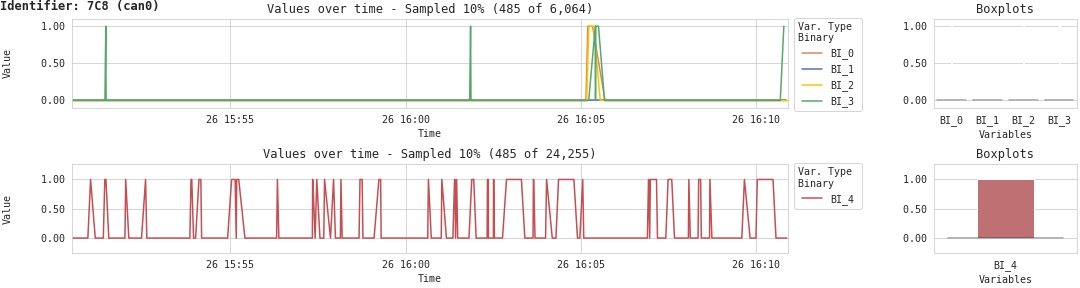 Identifier: 7C8 (can0)
Values over time - Sampled 10% (485 of 6,064)
Value
1.00
0.50
0.00
26 15:55
26 16:00
26 16:05
26 16:10
Time
Var. Type
Binary
BI_0
BI_1
BI_2
BI_3
Boxplots
1.00
0.50
0.00
BI_0
BI_1
BI_2
BI_3
Variables
Values over time - Sampled 10% (485 of 24,255)
Value
1.00
0.50
0.00
26 15:55
26 16:00
26 16:05
26 16:10
Time
Var. Type
Binary
BI_4
Boxplots
1.00
0.50
0.00
BI_4
Variables